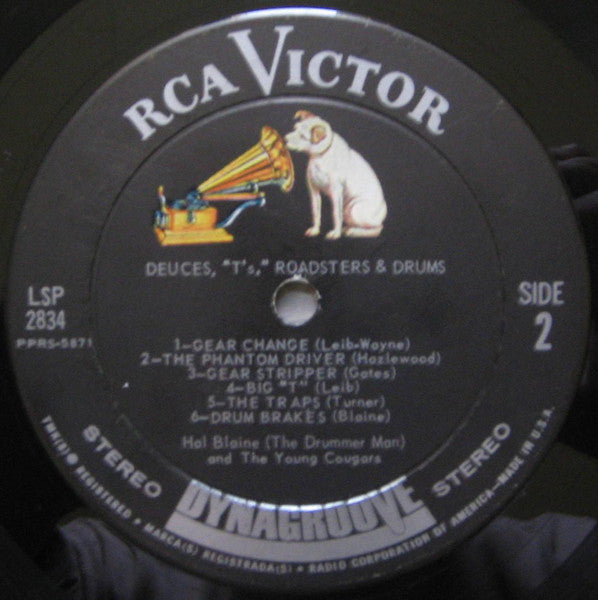 RCA VICTOR
DEUCES, "T's," ROADSTERS & DRUMS
LSP
2834
PPRS-5871
SIDE
2
1—GEAR CHANGE (Leib-Wayne)
2—THE PHANTOM DRIVER (Hazlewood)
3—GEAR STRIPPER (Gates)
4—BIG "T" (Leib)
5—THE TRAPS (Turner)
6—DRUM BRAKES (Blaine)
Hal Blaine (The Drummer Man)
and The Young Cougars
STEREO
DYNAGROOVE
STEREO
TMK(S)® REGISTERED • MARCA(S) REGISTRADA(S) • RADIO CORPORATION OF AMERICA—MADE IN U.S.A.